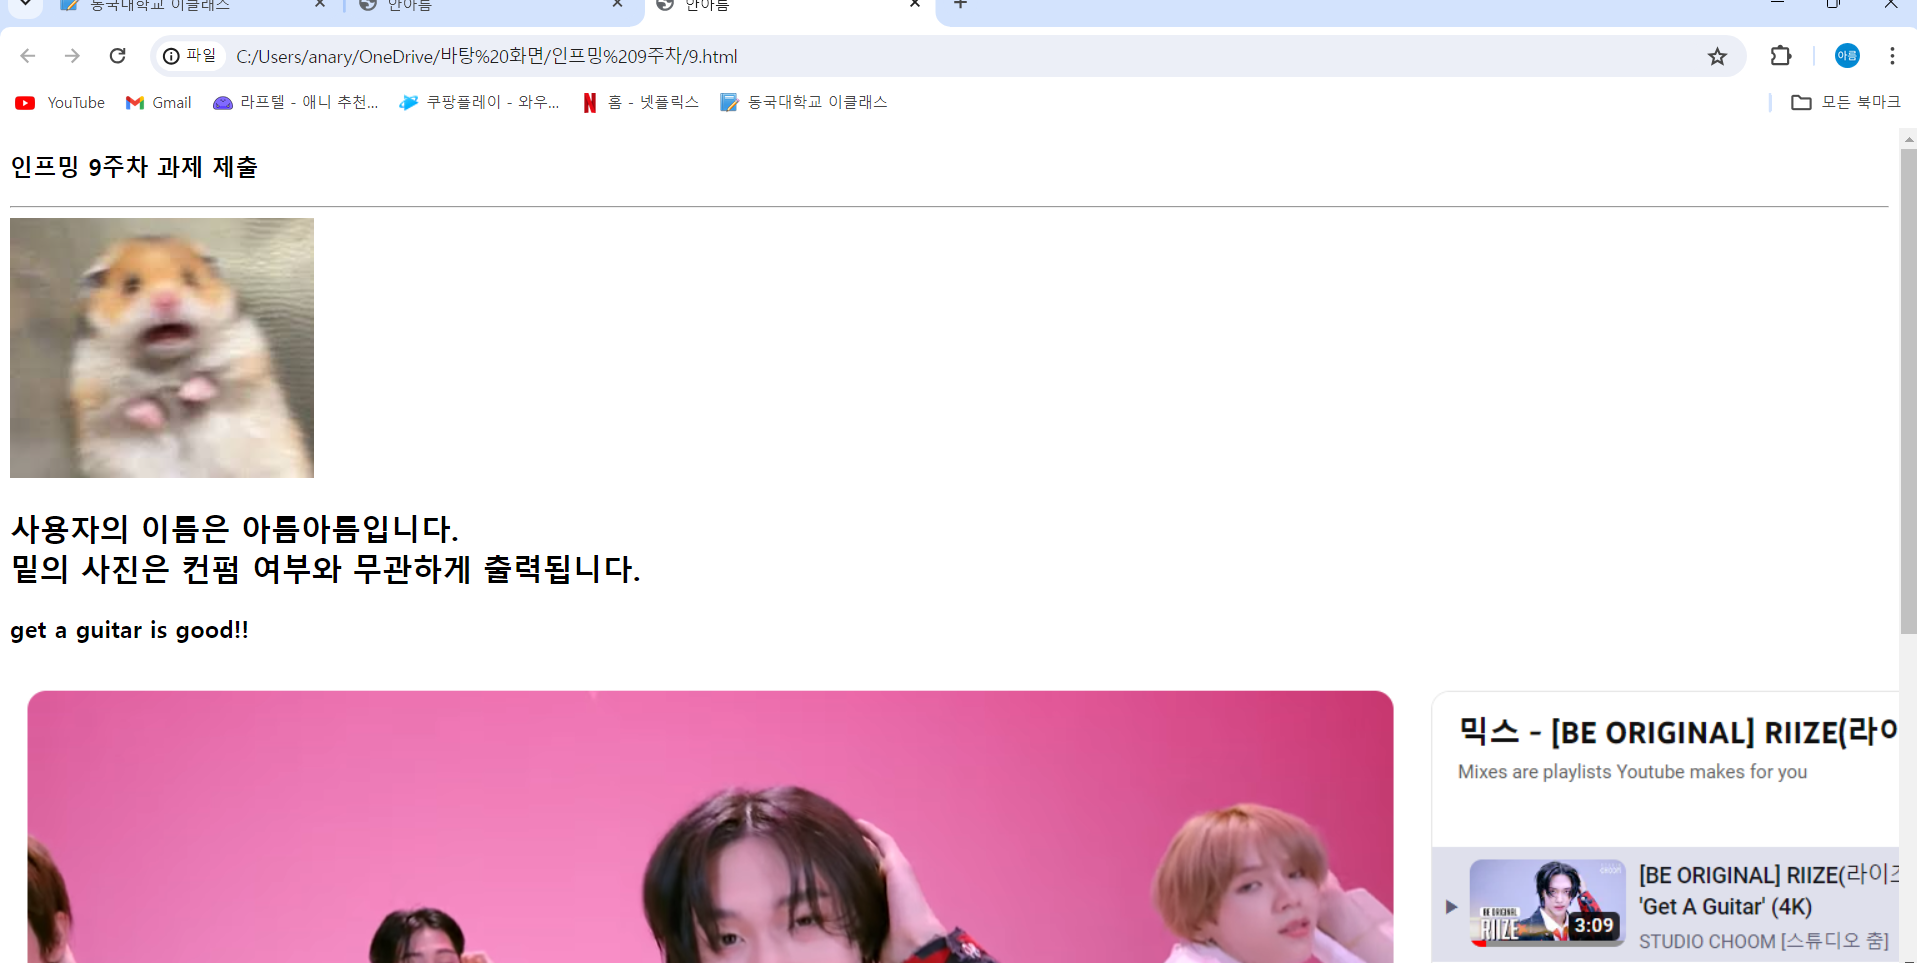 동국대학교 이클래스
안아름
안아름
파일 C:/Users/anary/OneDrive/바탕%20화면/인프밍%209주차/9.html
아름
YouTube Gmail 라프텔 - 애니 추천... 쿠팡플레이 - 와우... 홈 - 넷플릭스 동국대학교 이클래스 모든 북마크
인프밍 9주차 과제 제출
사용자의 이름은 아름아름입니다.
밑의 사진은 컨펌 여부와 무관하게 출력됩니다.
get a guitar is good!!
믹스 - [BE ORIGINAL] RIIZE(라이
Mixes are playlists Youtube makes for you
[BE ORIGINAL] RIIZE(라이즈
'Get A Guitar' (4K)
STUDIO CHOOM [스튜디오 춤]
BE ORIGINAL
RIIZE
3:09